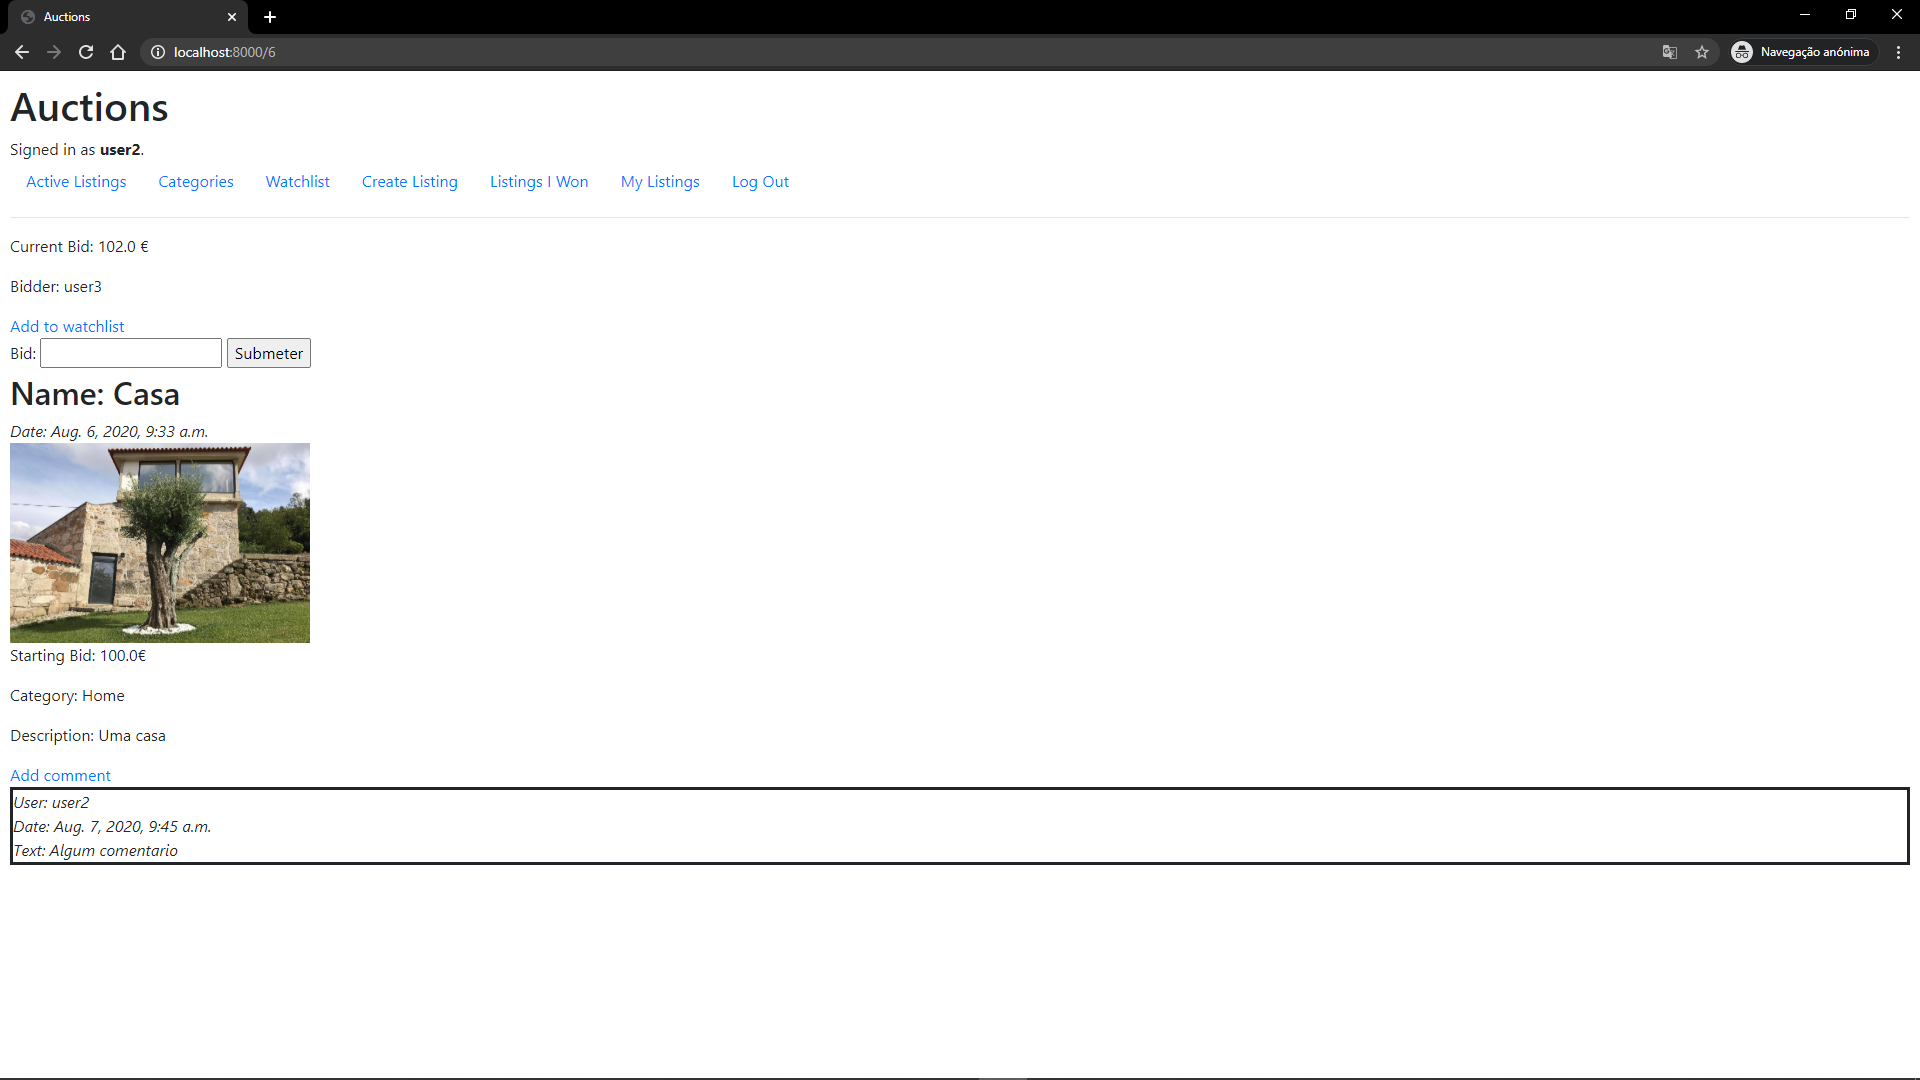 Auctions
localhost:8000/6
Navegação anónima
Auctions
Signed in as user2.
Active Listings Categories Watchlist Create Listing Listings I Won My Listings Log Out
Current Bid: 102.0 €
Bidder: user3
Add to watchlist
Bid: Submeter
Name: Casa
Date: Aug. 6, 2020, 9:33 a.m.
Starting Bid: 100.0€
Category: Home
Description: Uma casa
Add comment
User: user2
Date: Aug. 7, 2020, 9:45 a.m.
Text: Algum comentario